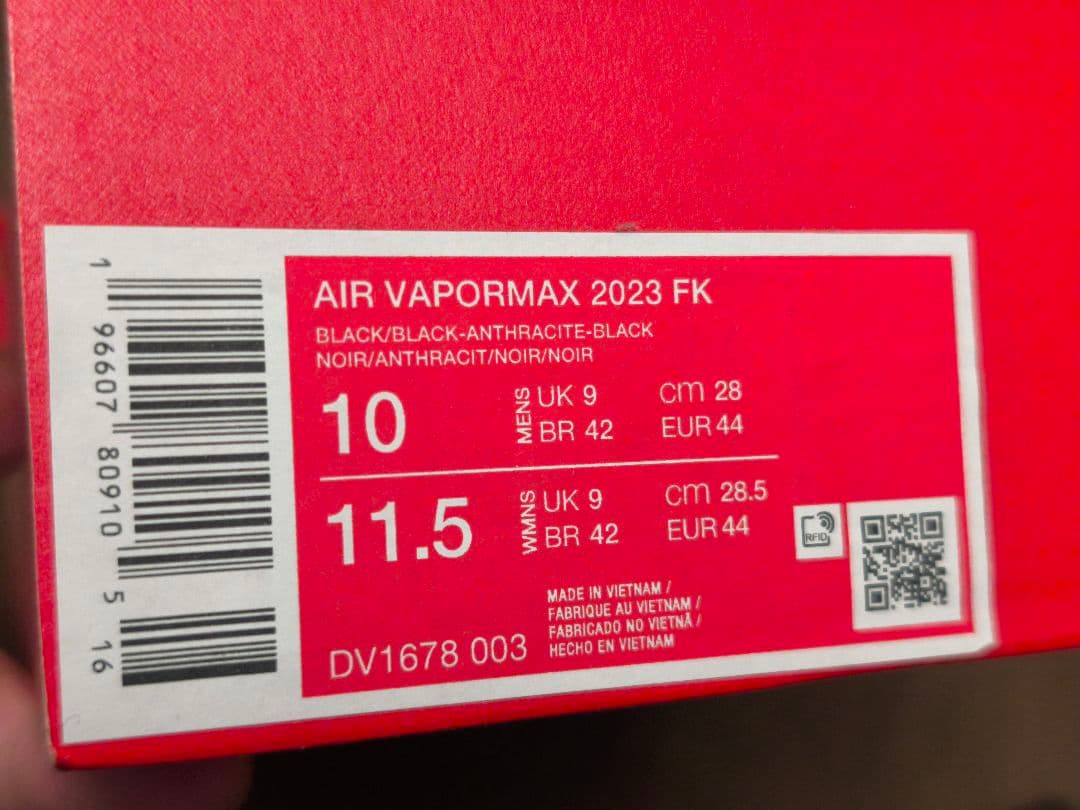 AIR VAPORMAX 2023 FK
BLACK/BLACK-ANTHRACITE-BLACK
NOIR/ANTHRACIT/NOIR/NOIR
10 MENS UK 9 cm 28
BR 42 EUR 44
11.5 WMNS UK 9 cm 28.5
BR 42 EUR 44
RFID
MADE IN VIETNAM /
FABRIQUE AU VIETNAM /
FABRICADO NO VIETNÃ /
HECHO EN VIETNAM
DV1678 003
1 96607 80910 5 16